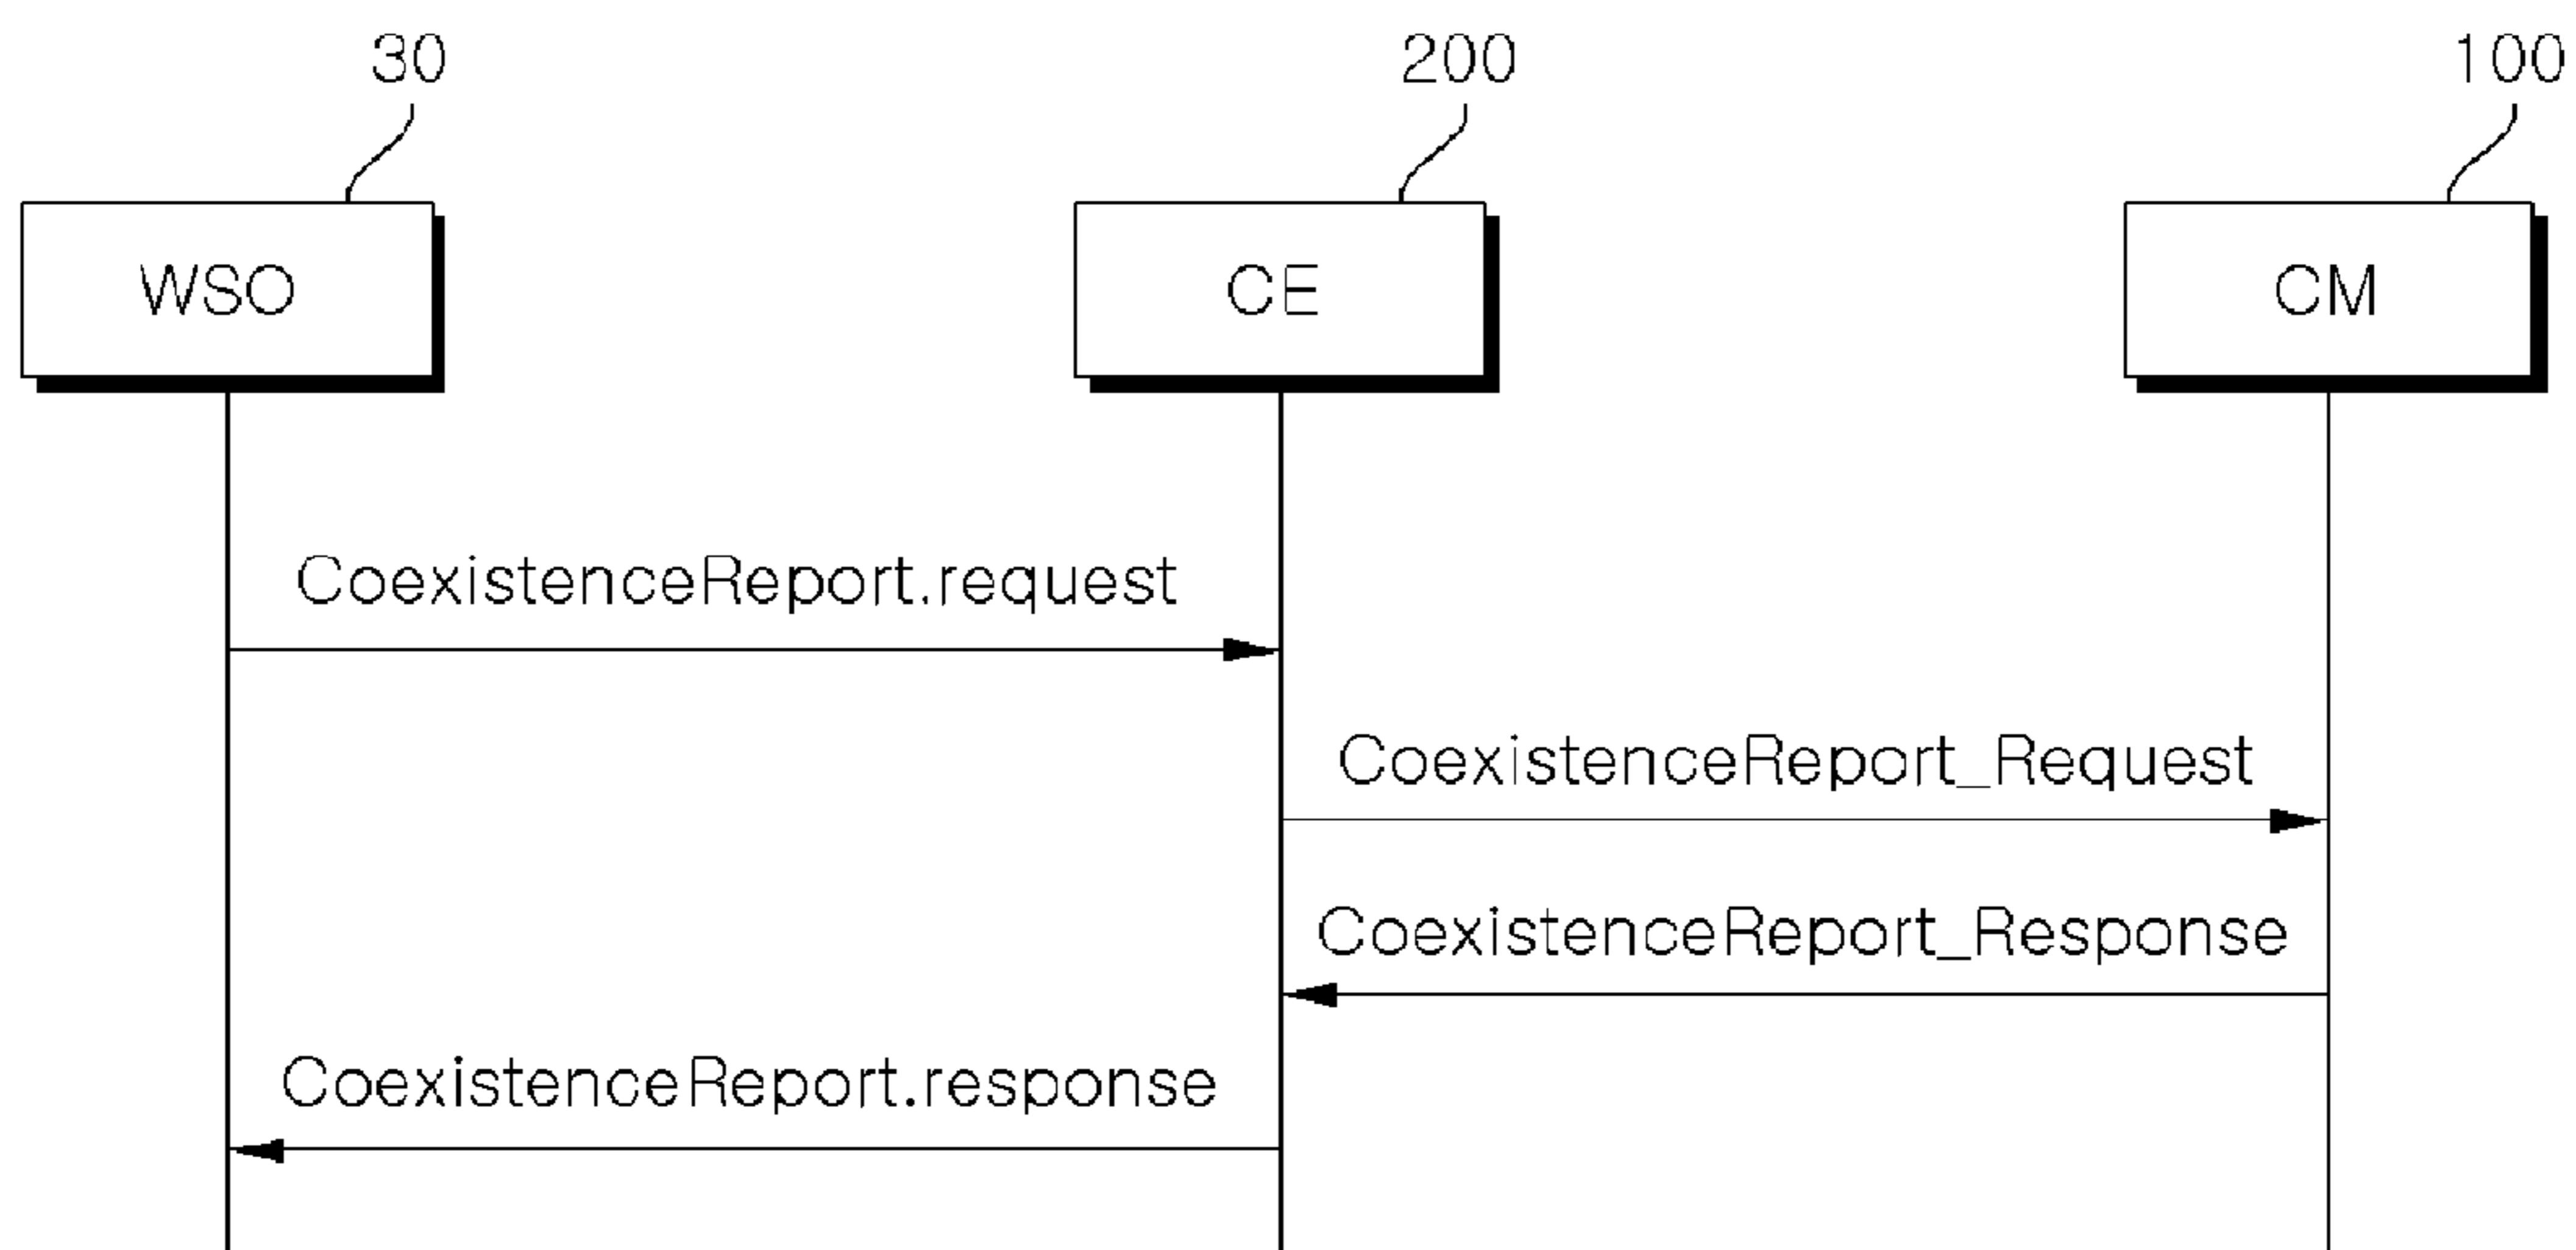 30
200
100
WSO
CE
CM
CoexistenceReport.request
CoexistenceReport_Request
CoexistenceReport_Response
CoexistenceReport.response